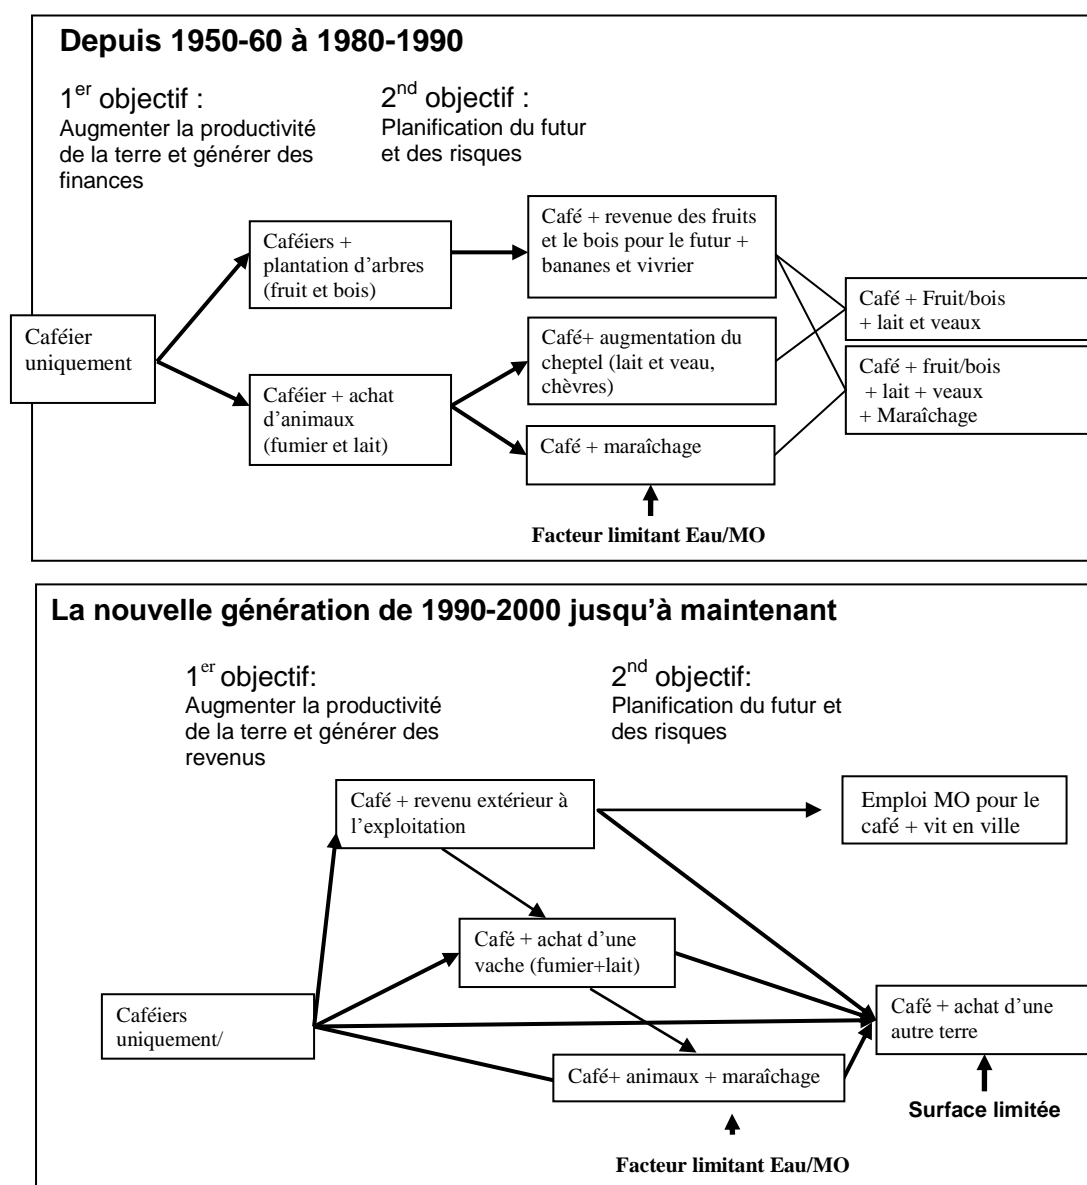 Depuis 1950-60 à 1980-1990
1er objectif :
Augmenter la productivité
de la terre et générer des
finances
2nd objectif :
Planification du futur
et des risques
Caféier
uniquement
Caféiers +
plantation d'arbres
(fruit et bois)
Caféier + achat
d'animaux
(fumier et lait)
Café + revenue des fruits
et le bois pour le futur +
bananes et vivrier
Café+ augmentation du
cheptel (lait et veau,
chèvres)
Café + maraîchage
Facteur limitant Eau/MO
Café + Fruit/bois
+ lait et veaux
Café + fruit/bois
+ lait + veaux
+ Maraîchage
La nouvelle génération de 1990-2000 jusqu'à maintenant
1er objectif:
Augmenter la productivité
de la terre et générer des
revenus
2nd objectif:
Planification du futur et
des risques
Café + revenu extérieur à
l'exploitation
Emploi MO pour le
café + vit en ville
Café + achat d'une
vache (fumier+lait)
Caféiers
uniquement/
Café + achat d'une
autre terre
Café+ animaux + maraîchage
Surface limitée
Facteur limitant Eau/MO